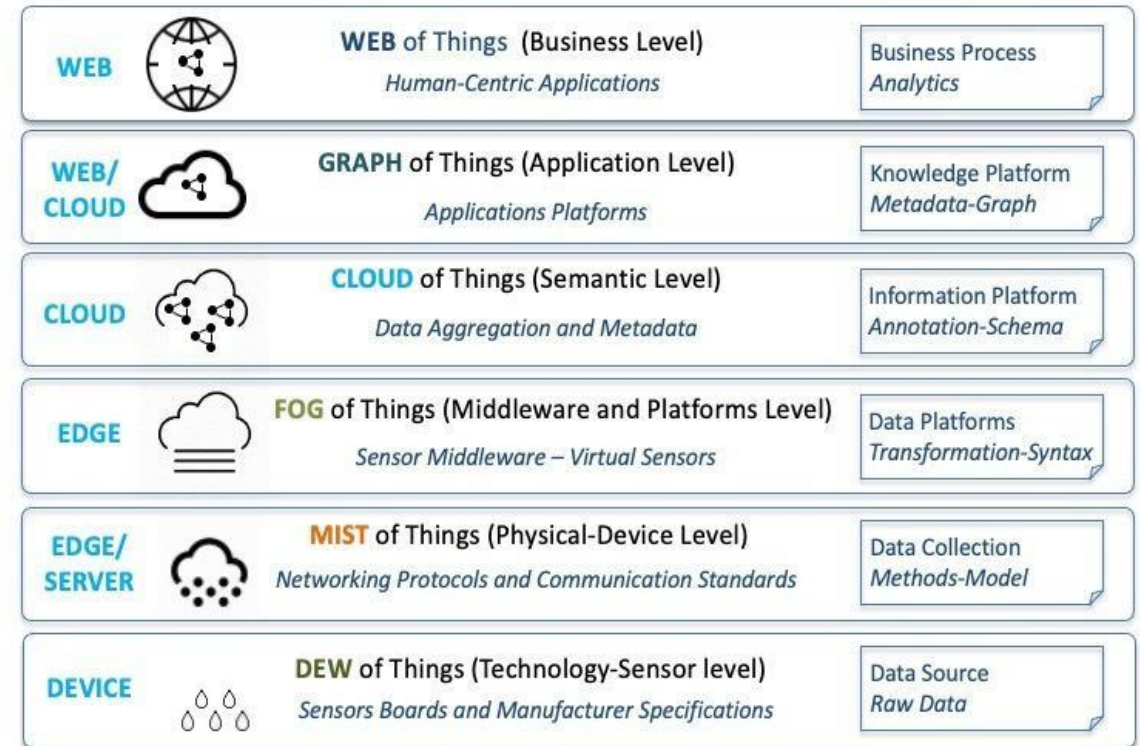 WEB
WEB of Things (Business Level)
Human-Centric Applications
Business Process
Analytics
WEB/
CLOUD
GRAPH of Things (Application Level)
Applications Platforms
Knowledge Platform
Metadata-Graph
CLOUD
CLOUD of Things (Semantic Level)
Data Aggregation and Metadata
Information Platform
Annotation-Schema
EDGE
FOG of Things (Middleware and Platforms Level)
Sensor Middleware – Virtual Sensors
Data Platforms
Transformation-Syntax
EDGE/
SERVER
MIST of Things (Physical-Device Level)
Networking Protocols and Communication Standards
Data Collection
Methods-Model
DEVICE
DEW of Things (Technology-Sensor level)
Sensors Boards and Manufacturer Specifications
Data Source
Raw Data